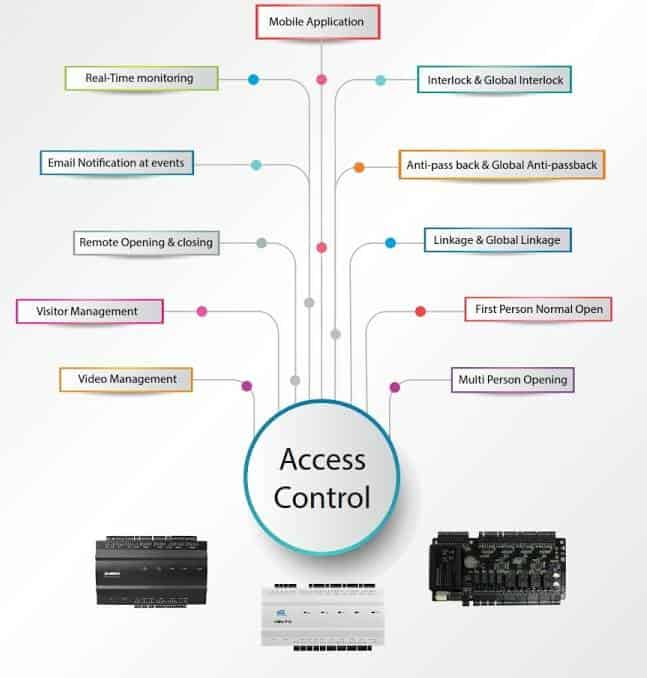 Mobile Application
Real-Time monitoring
Interlock & Global Interlock
Email Notification at events
Anti-pass back & Global Anti-passback
Remote Opening & closing
Linkage & Global Linkage
Visitor Management
First Person Normal Open
Video Management
Multi Person Opening
Access
Control